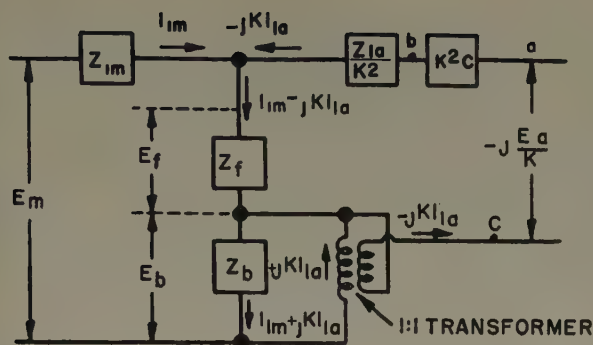 I1m
-jKI1a
Z1m
Z1a
K2
b
K²C
a
I1m-jKI1a
Ef
Zf
-j Ea
K
Em
-jKI1a
C
Eb
Zb
+jKI1a
I1m+jKI1a
1:1 TRANSFORMER